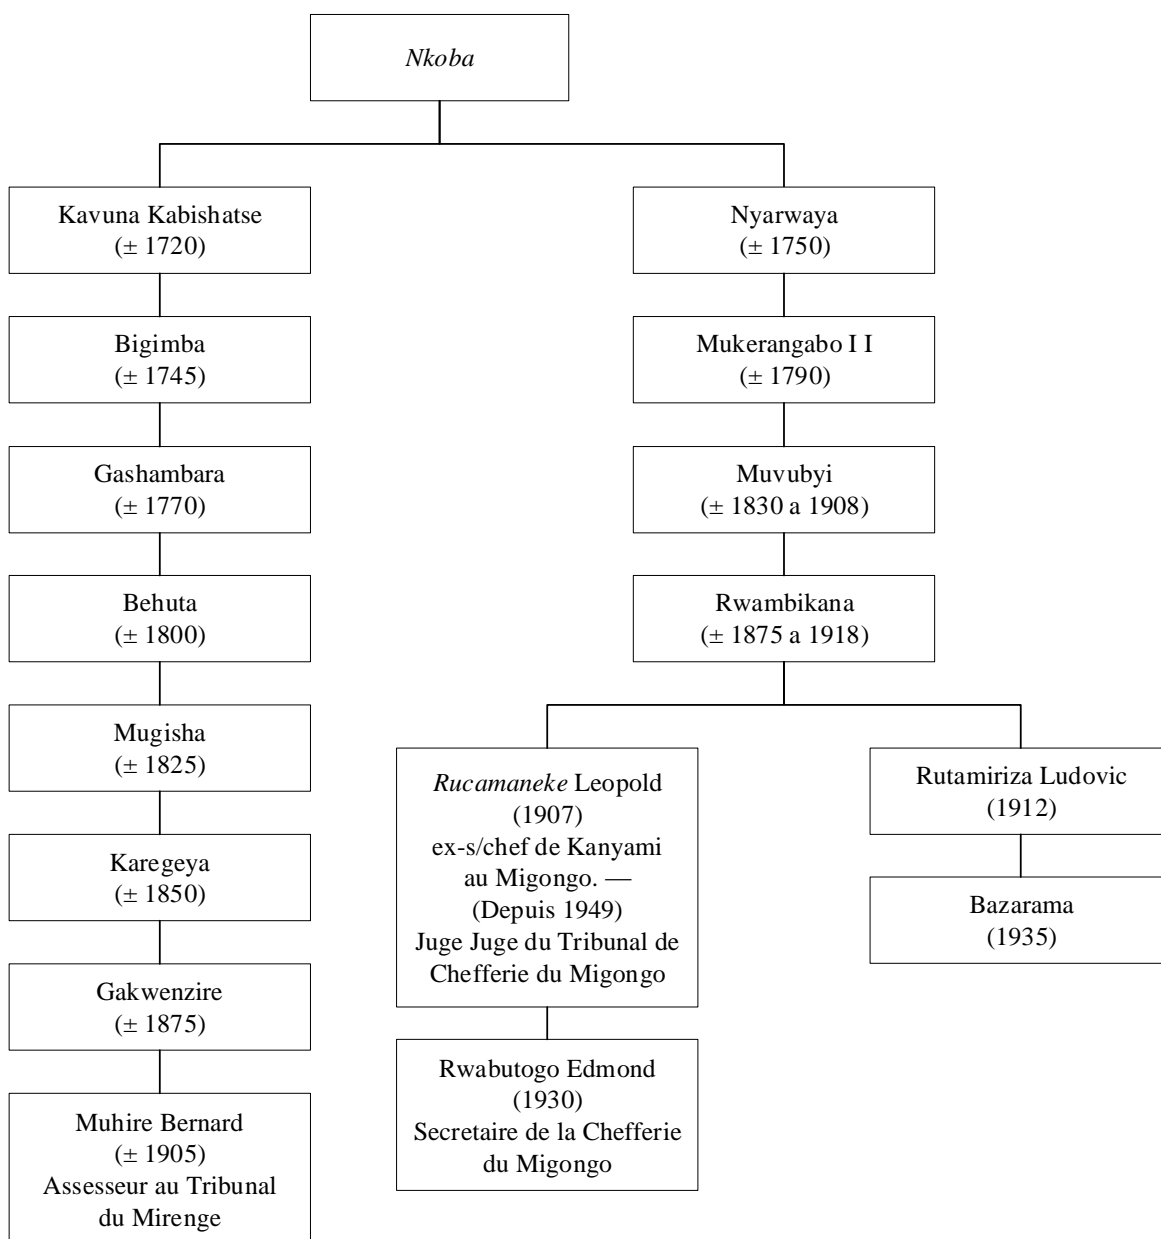 Nkoba
Kavuna Kabishatse
(± 1720)
Nyarwaya
(± 1750)
Bigimba
(± 1745)
Mukerangabo I I
(± 1790)
Gashambara
(± 1770)
Muvubyi
(± 1830 a 1908)
Behuta
(± 1800)
Rwambikana
(± 1875 a 1918)
Mugisha
(± 1825)
Rucamaneke Leopold
(1907)
ex-s/chef de Kanyami
au Migongo. —
(Depuis 1949)
Juge Juge du Tribunal de
Chefferie du Migongo
Rutamiriza Ludovic
(1912)
Karegeya
(± 1850)
Bazarama
(1935)
Gakwenzire
(± 1875)
Rwabutogo Edmond
(1930)
Secretaire de la Chefferie
du Migongo
Muhire Bernard
(± 1905)
Assesseur au Tribunal
du Mirenge